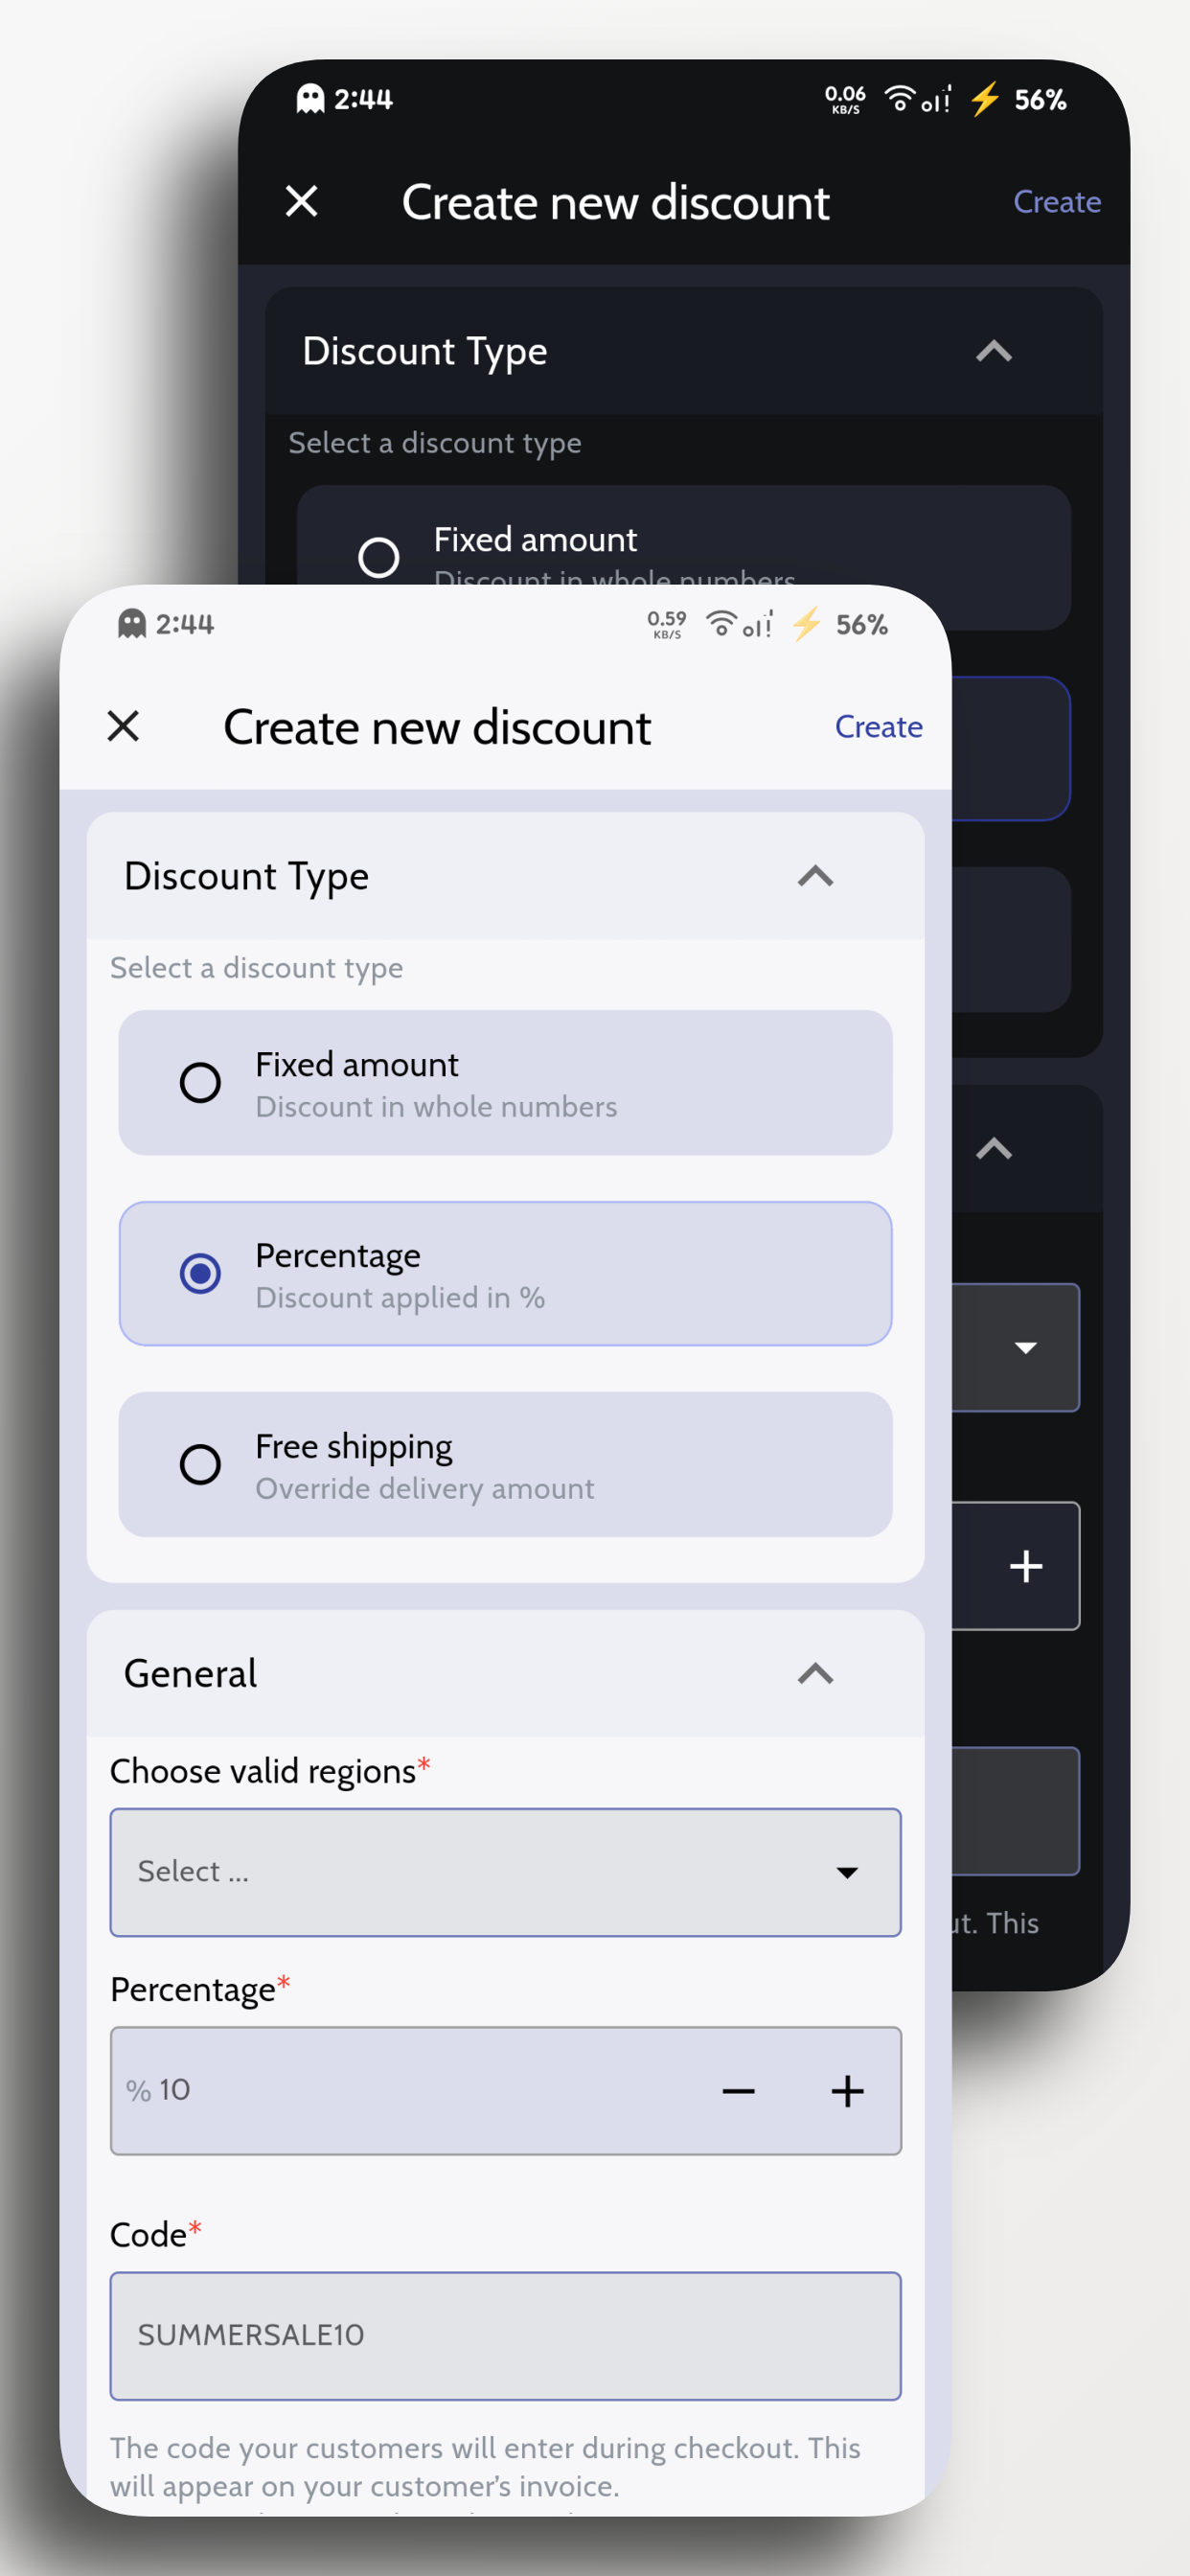 2:44 0.06 KB/S 56%
Create new discount Create
Discount Type
Select a discount type
Fixed amount
Discount in whole numbers
ut. This
2:44 0.59 KB/S 56%
Create new discount Create
Discount Type
Select a discount type
Fixed amount
Discount in whole numbers
Percentage
Discount applied in %
Free shipping
Override delivery amount
General
Choose valid regions*
Select ...
Percentage*
% 10
Code*
SUMMERSALE10
The code your customers will enter during checkout. This
will appear on your customer's invoice.